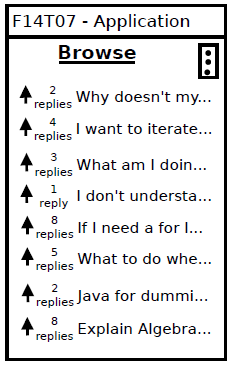 F14T07 - Application
Browse
2 replies Why doesn't my...
4 replies I want to iterate...
3 replies What am I doin...
1 reply I don't understa...
8 replies If I need a for I...
5 replies What to do whe...
2 replies Java for dummi...
8 replies Explain Algebra...